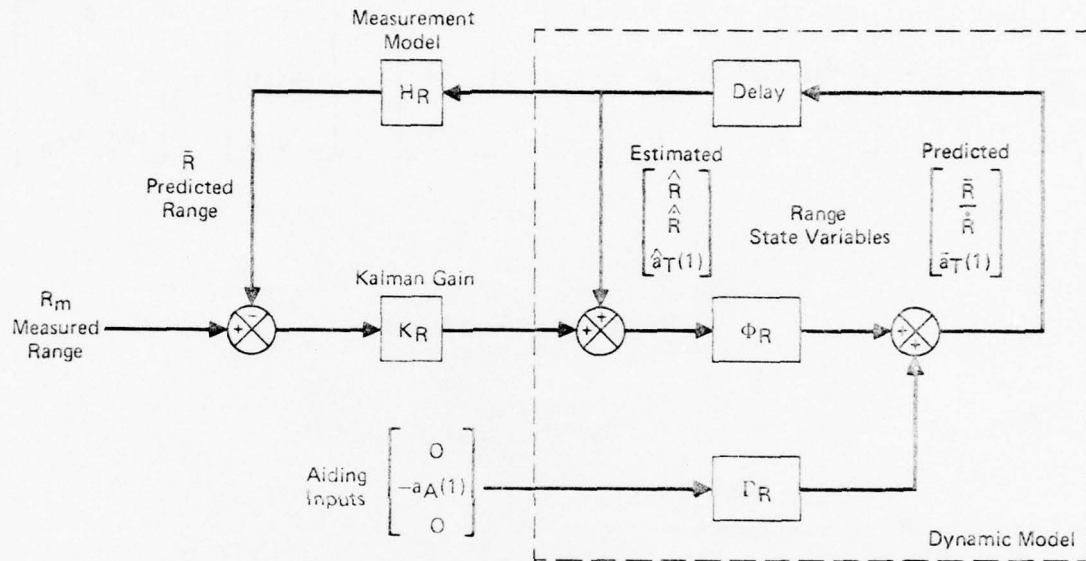 Measurement
Model
H_R
Delay
R̄
Predicted
Range
Estimated
R̂
R̂̇
â_T(1)
Range
State Variables
Predicted
R̄
Ṙ̄
ā_T(1)
R_m
Measured
Range
+ −
Kalman Gain
K_R
+ +
Φ_R
+ +
Aiding
Inputs
0
−a_A(1)
0
Γ_R
Dynamic Model